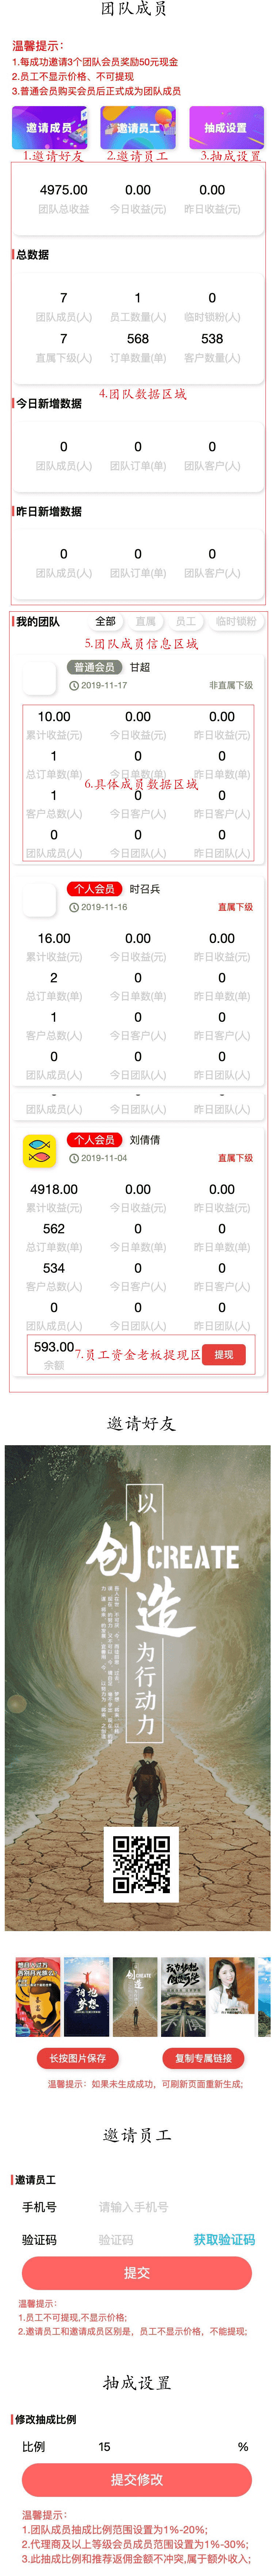 团队成员
温馨提示：
1.每成功邀请3个团队会员奖励50元现金
2.员工不显示价格、不可提现
3.普通会员购买会员后正式成为团队成员
邀请成员 邀请员工 抽成设置
1.邀请好友 2.邀请员工 3.抽成设置
4975.00 0.00 0.00
团队总收益 今日收益(元) 昨日收益(元)
总数据
7 1 0
团队成员(人) 员工数量(人) 临时锁粉(人)
7 568 538
直属下级(人) 订单数量(单) 客户数量(人)
4.团队数据区域
今日新增数据
0 0 0
团队成员(人) 团队订单(单) 团队客户(人)
昨日新增数据
0 0 0
团队成员(人) 团队订单(单) 团队客户(人)
我的团队 全部 直属 员工 临时锁粉
5.团队成员信息区域
普通会员 甘超
2019-11-17 非直属下级
10.00 0.00 0.00
累计收益(元) 今日收益(元) 昨日收益(元)
1 0 0
总订单数(单) 今日单数(单) 昨日单数(单)
6.具体成员数据区域
1 0 0
客户总数(人) 今日客户(人) 昨日客户(人)
0 0 0
团队成员(人) 今日团队(人) 昨日团队(人)
个人会员 时召兵
2019-11-16 直属下级
16.00 0.00 0.00
累计收益(元) 今日收益(元) 昨日收益(元)
2 0 0
总订单数(单) 今日单数(单) 昨日单数(单)
1 0 0
客户总数(人) 今日客户(人) 昨日客户(人)
0 0 0
团队成员(人) 今日团队(人) 昨日团队(人)
团队成员(人) 今日团队(人) 昨日团队(人)
个人会员 刘倩倩
2019-11-04 直属下级
4918.00 0.00 0.00
累计收益(元) 今日收益(元) 昨日收益(元)
562 0 0
总订单数(单) 今日单数(单) 昨日单数(单)
534 0 0
客户总数(人) 今日客户(人) 昨日客户(人)
0 0 0
团队成员(人) 今日团队(人) 昨日团队(人)
593.00 7.员工资金老板提现区 提现
余额
邀请好友
以
创造
CREATE
为行动力
长按图片保存 复制专属链接
温馨提示：如果未生成成功，可刷新页面重新生成;
邀请员工
邀请员工
手机号 请输入手机号
验证码 验证码 获取验证码
提交
温馨提示:
1.员工不可提现,不显示价格;
2.邀请员工和邀请成员区别是，员工不显示价格，不能提现;
抽成设置
修改抽成比例
比例 15 %
提交修改
温馨提示:
1.团队成员抽成比例范围设置为1%-20%;
2.代理商及以上等级会员成员范围设置为1%-30%;
3.此抽成比例和推荐返佣金额不冲突,属于额外收入;